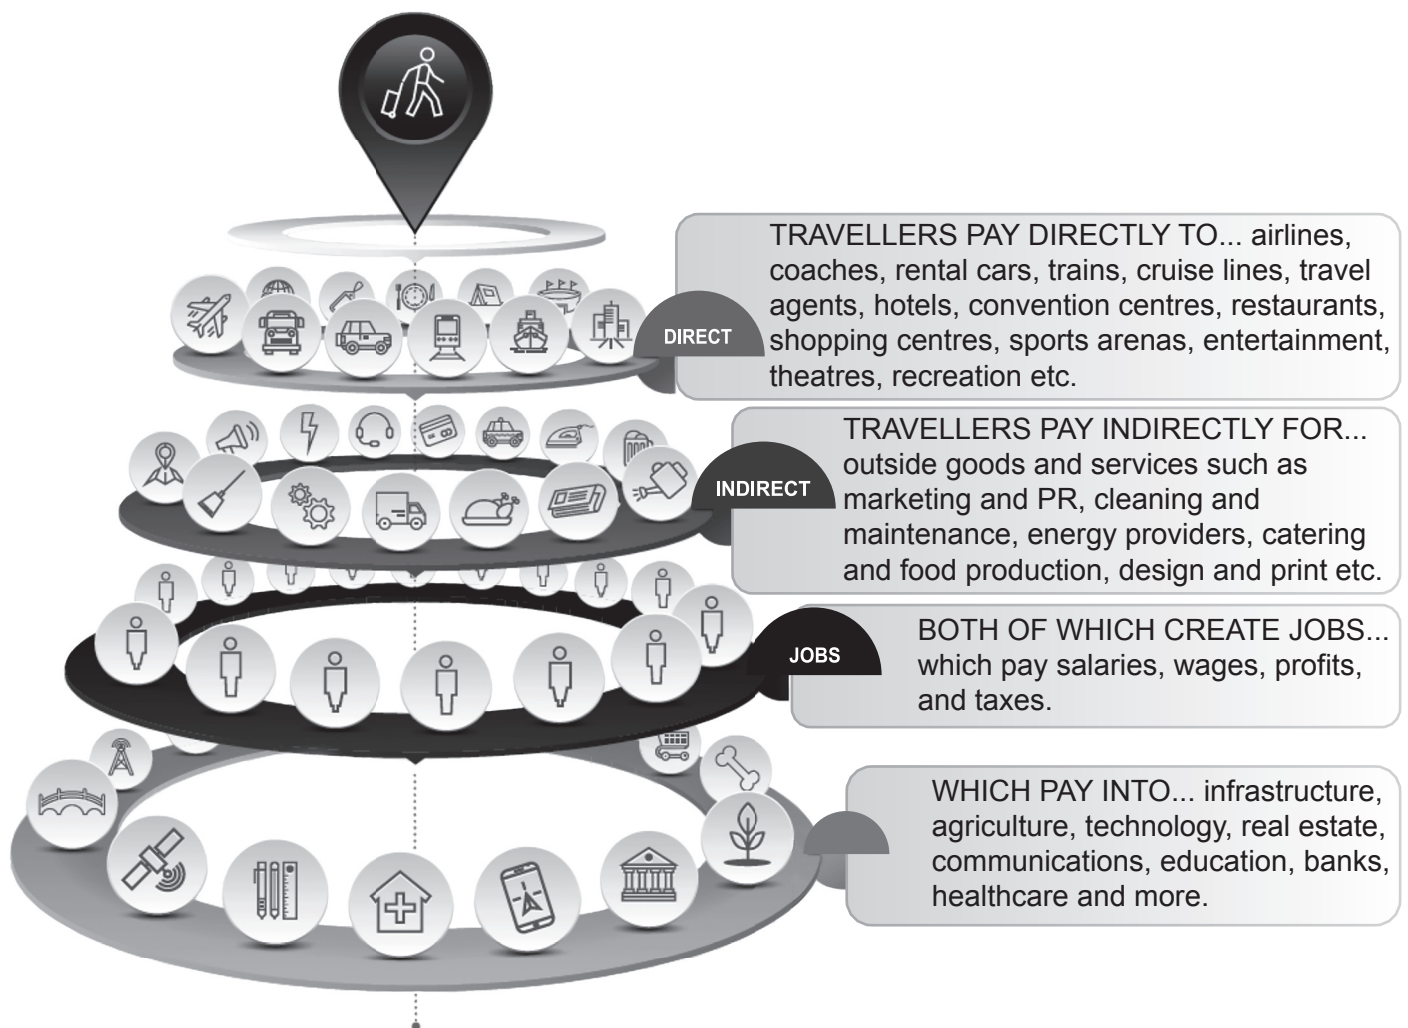 TRAVELLERS PAY DIRECTLY TO... airlines,
coaches, rental cars, trains, cruise lines, travel
agents, hotels, convention centres, restaurants,
DIRECT
shopping centres, sports arenas, entertainment,
theatres, recreation etc.
TRAVELLERS PAY INDIRECTLY FOR...
outside goods and services such as
INDIRECT
marketing and PR, cleaning and
maintenance, energy providers, catering
and food production, design and print etc.
BOTH OF WHICH CREATE JOBS...
JOBS
which pay salaries, wages, profits,
and taxes.
WHICH PAY INTO... infrastructure,
agriculture, technology, real estate,
communications, education, banks,
healthcare and more.